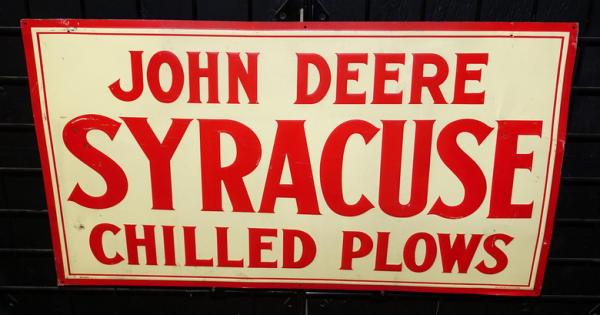 JOHN DEERE
SYRACUSE
CHILLED PLOWS